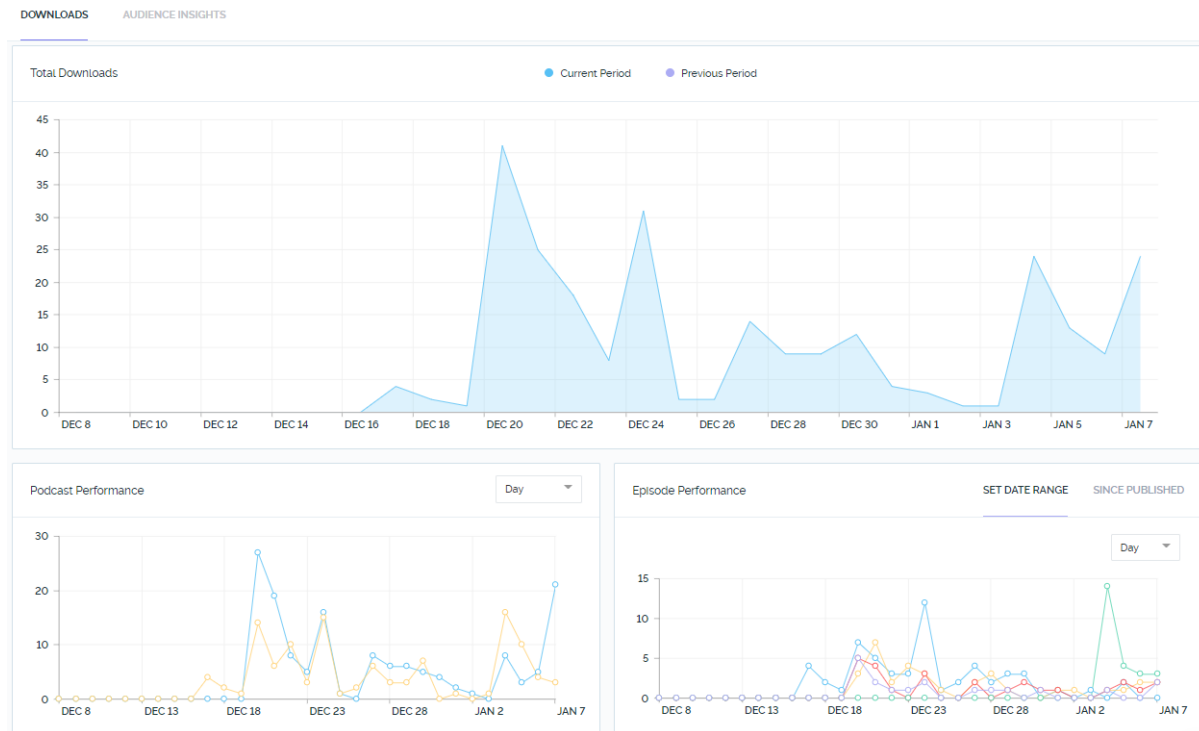 DOWNLOADS AUDIENCE INSIGHTS
Total Downloads Current Period Previous Period
45
40
35
30
25
20
15
10
5
0
DEC 8 DEC 10 DEC 12 DEC 14 DEC 16 DEC 18 DEC 20 DEC 22 DEC 24 DEC 26 DEC 28 DEC 30 JAN 1 JAN 3 JAN 5 JAN 7
Podcast Performance Day
30
20
10
0
DEC 8 DEC 13 DEC 18 DEC 23 JAN 2 JAN 7
Episode Performance SET DATE RANGE SINCE PUBLISHED
Day
15
10
5
0
DEC 8 DEC 13 DEC 18 DEC 23 DEC 28 JAN 2 JAN 7